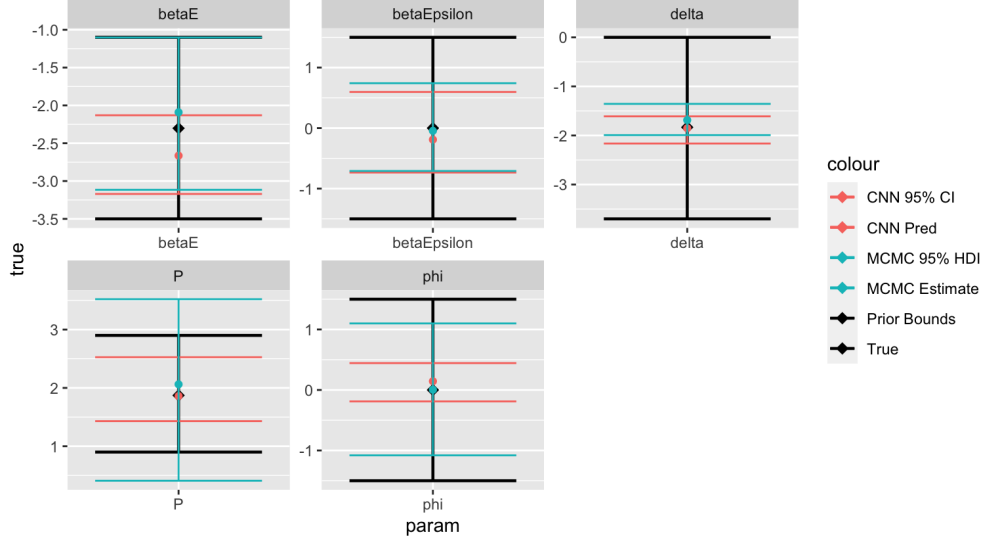 betaE
betaEpsilon
delta
-1.0
-1.5
-2.0
-2.5
-3.0
-3.5
1
0
-1
0
-1
-2
-3
betaE
betaEpsilon
delta
P
phi
3
2
1
1
0
-1
P
phi
true
param
colour
CNN 95% CI
CNN Pred
MCMC 95% HDI
MCMC Estimate
Prior Bounds
True